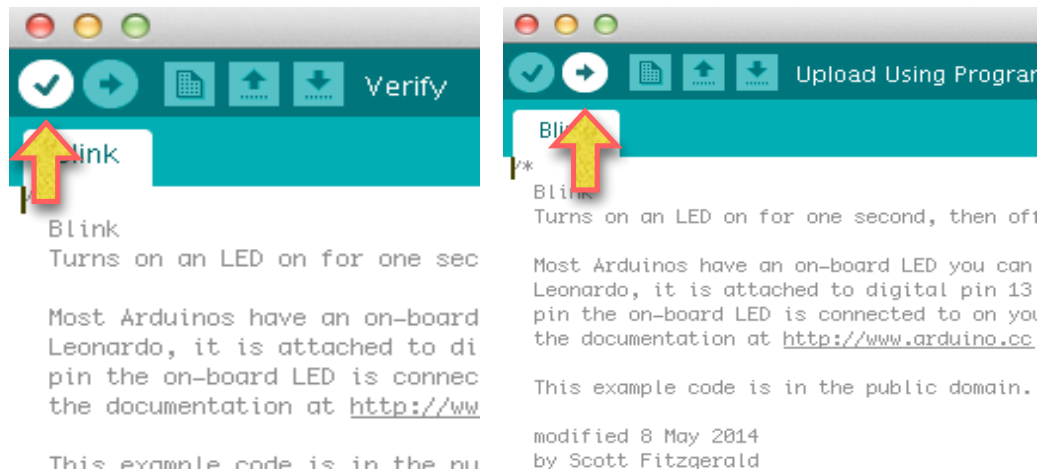 Verify
Blink
Blink
Turns on an LED on for one sec
Most Arduinos have an on-board
Leonardo, it is attached to di
pin the on-board LED is connec
the documentation at http://ww
This example code is in the pu
Upload Using Program
/*
Blink
Turns on an LED on for one second, then off
Most Arduinos have an on-board LED you can
Leonardo, it is attached to digital pin 13
pin the on-board LED is connected to on you
the documentation at http://www.arduino.cc
This example code is in the public domain.
modified 8 May 2014
by Scott Fitzgerald